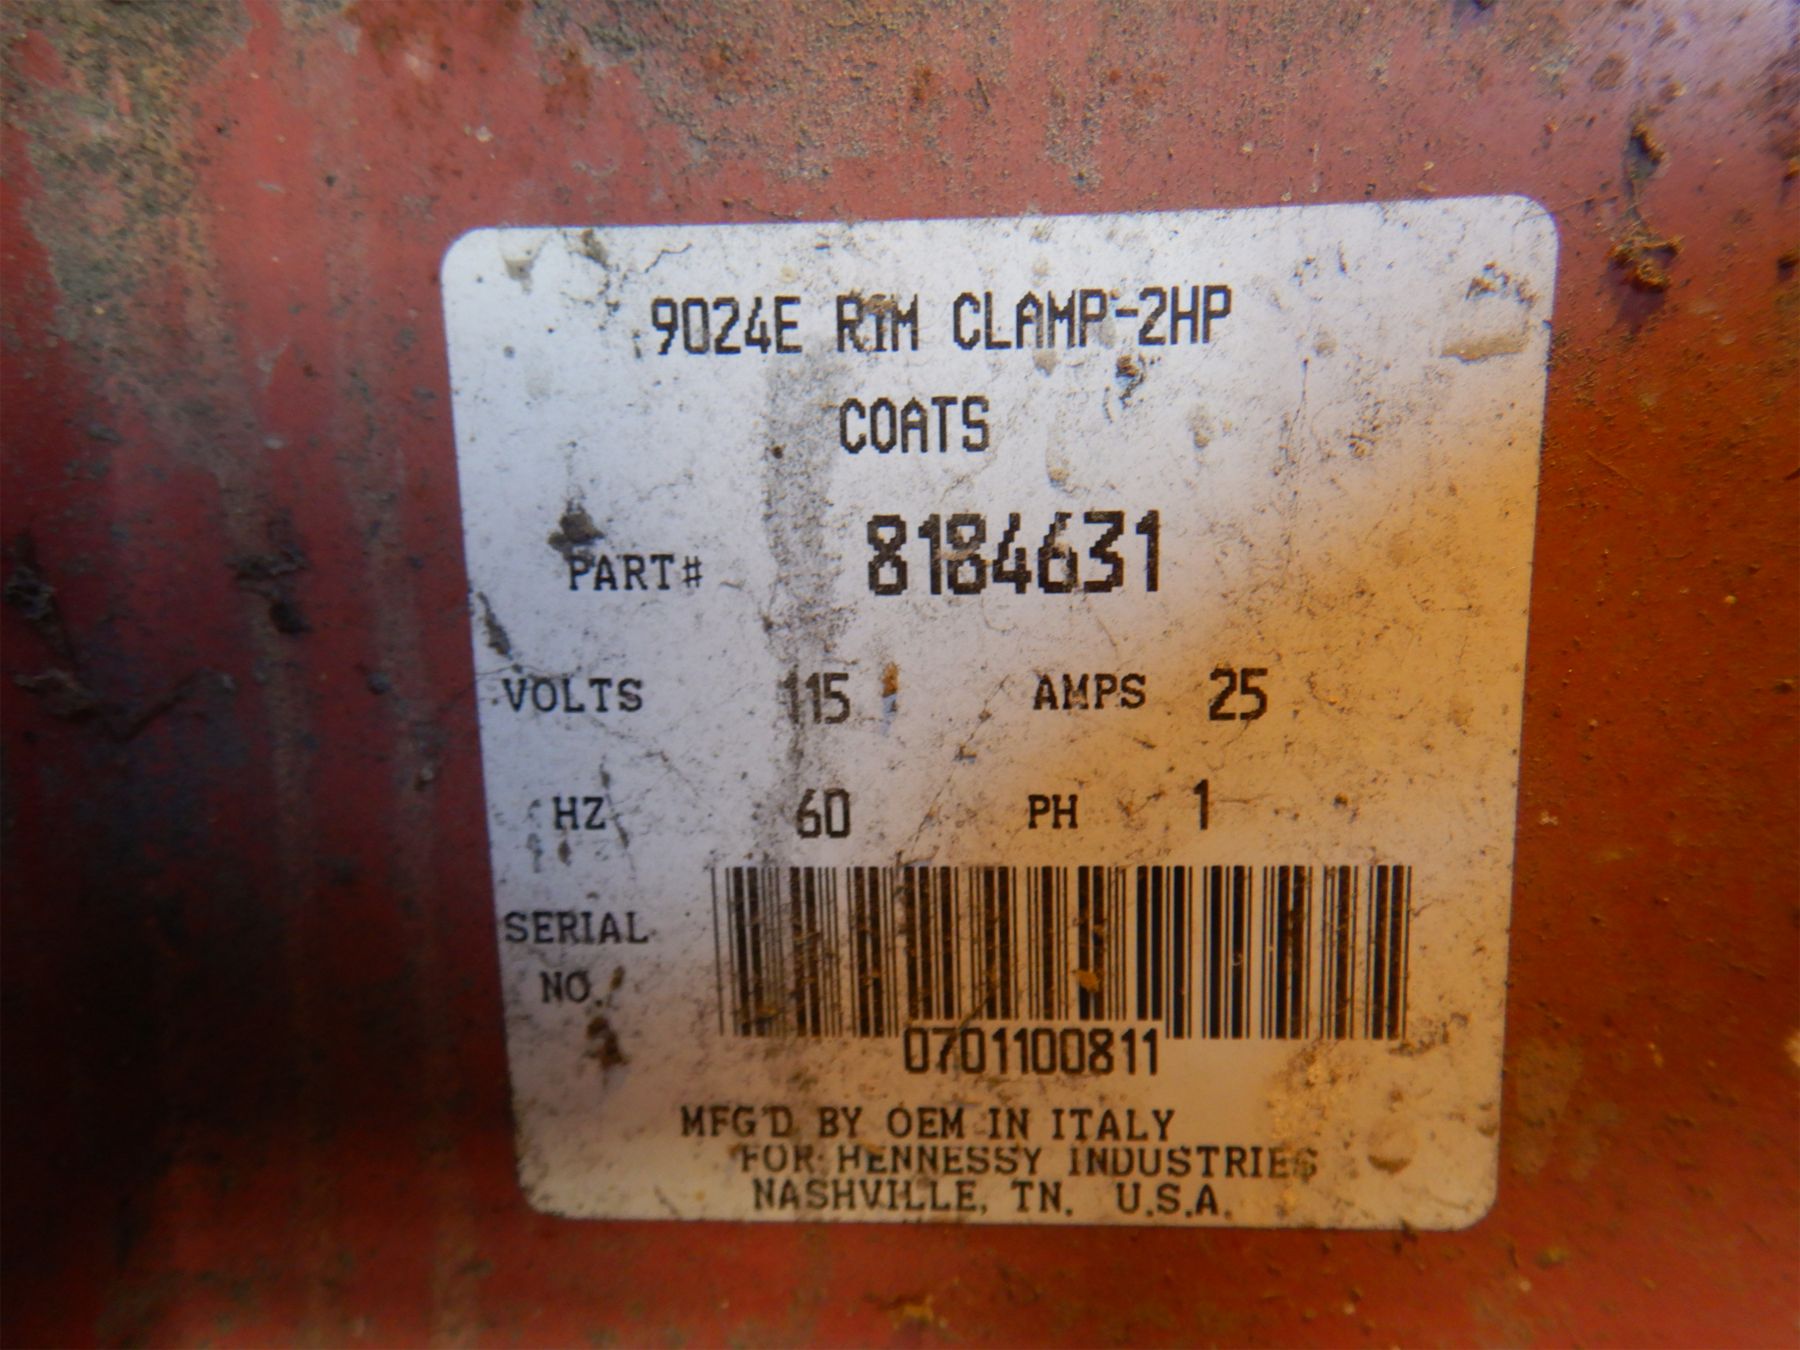 9024E RIM CLAMP-2HP
COATS
PART# 8184631
VOLTS 115 AMPS 25
HZ 60 PH 1
SERIAL
NO.
0701100811
MFG'D BY OEM IN ITALY
FOR HENNESSY INDUSTRIES
NASHVILLE, TN. U.S.A.